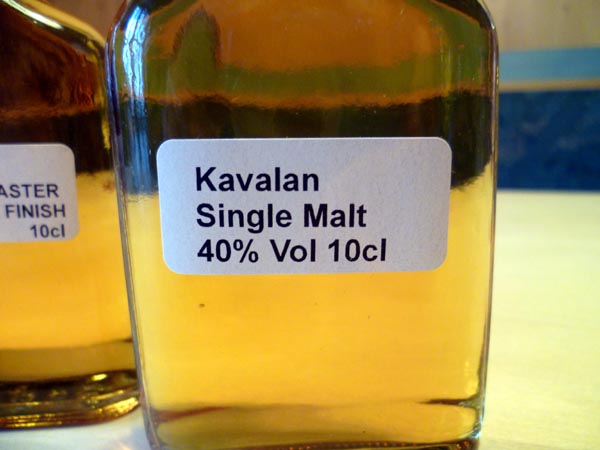 ASTER
FINISH
10cl
Kavalan
Single Malt
40% Vol 10cl